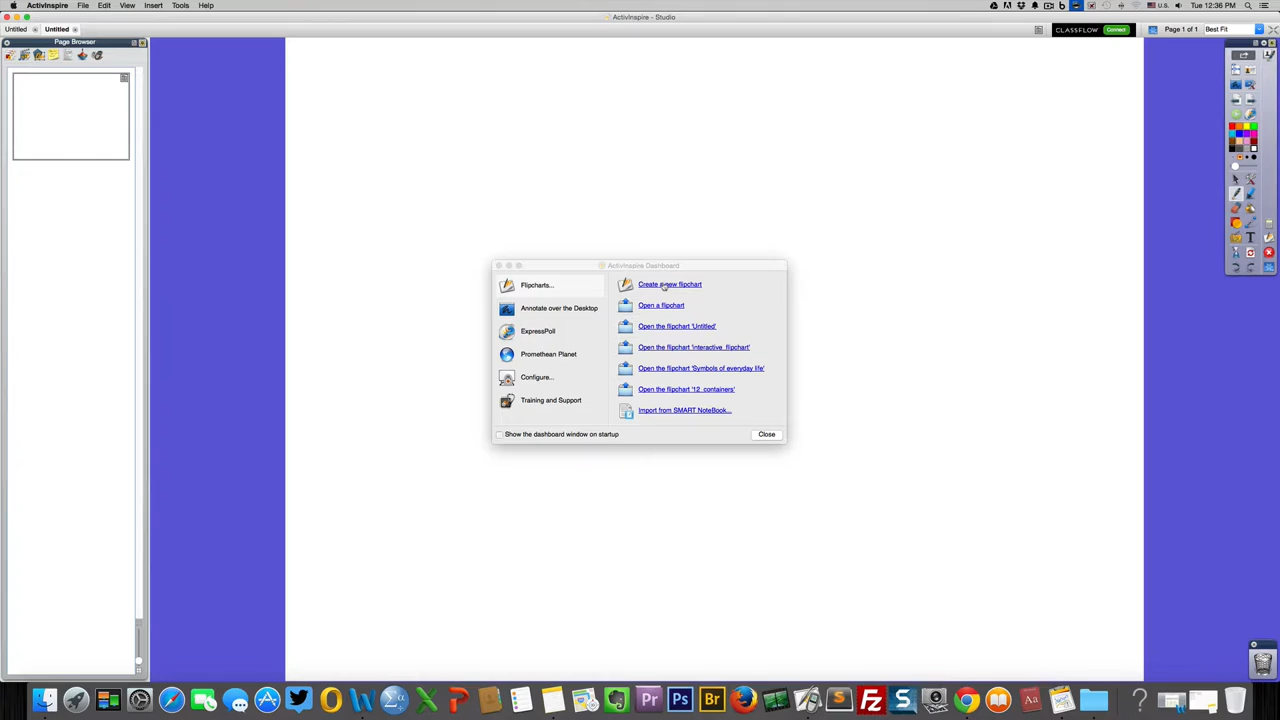 ActivInspire File Edit View Insert Tools Help
U.S. Tue 12:36 PM
ActivInspire - Studio
Untitled Untitled
CLASSFLOW Connect Page 1 of 1 Best Fit
Page Browser
ActivInspire Dashboard
Flipcharts...
Annotate over the Desktop
ExpressPoll
Promethean Planet
Configure...
Training and Support
Create a new flipchart
Open a flipchart
Open the flipchart 'Untitled'
Open the flipchart 'interactive_flipchart'
Open the flipchart 'Symbols of everyday life'
Open the flipchart '12_containers'
Import from SMART NoteBook...
Show the dashboard window on startup
Close